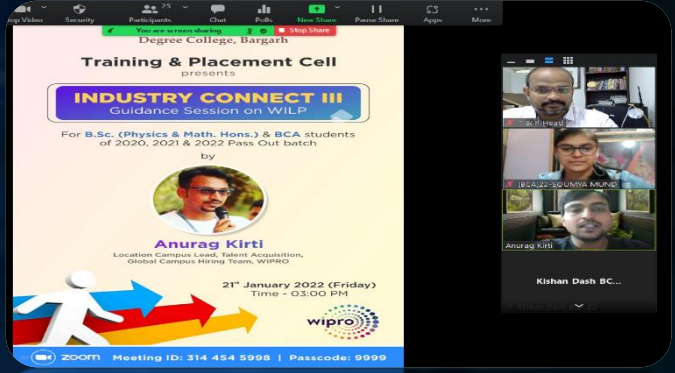 op Video
Security
Participants
25
Chat
Polls
New Share
Pause Share
Apps
More
You are screen sharing
Stop Share
Degree College, Bargarh
Training & Placement Cell
presents
INDUSTRY CONNECT III
Guidance Session on WILP
For B.Sc. (Physics & Math. Hons.) & BCA students
of 2020, 2021 & 2022 Pass Out batch
by
Anurag Kirti
Location Campus Lead, Talent Acquisition,
Global Campus Hiring Team, WIPRO
21st January 2022 (Friday)
Time - 03:00 PM
wipro
zoom Meeting ID: 314 454 5998 | Passcode: 9999
(BCA)22-SOUMYA MUND
Anurag Kirti
Kishan Dash BC...